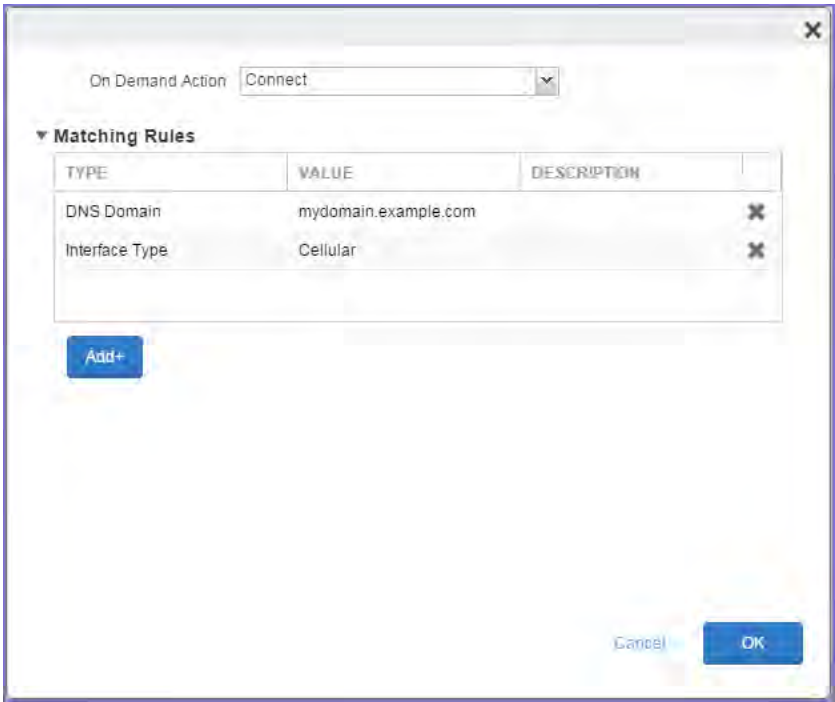 On Demand Action Connect
Matching Rules
TYPE VALUE DESCRIPTION
DNS Domain mydomain.example.com
Interface Type Cellular
Add+
Cancel OK